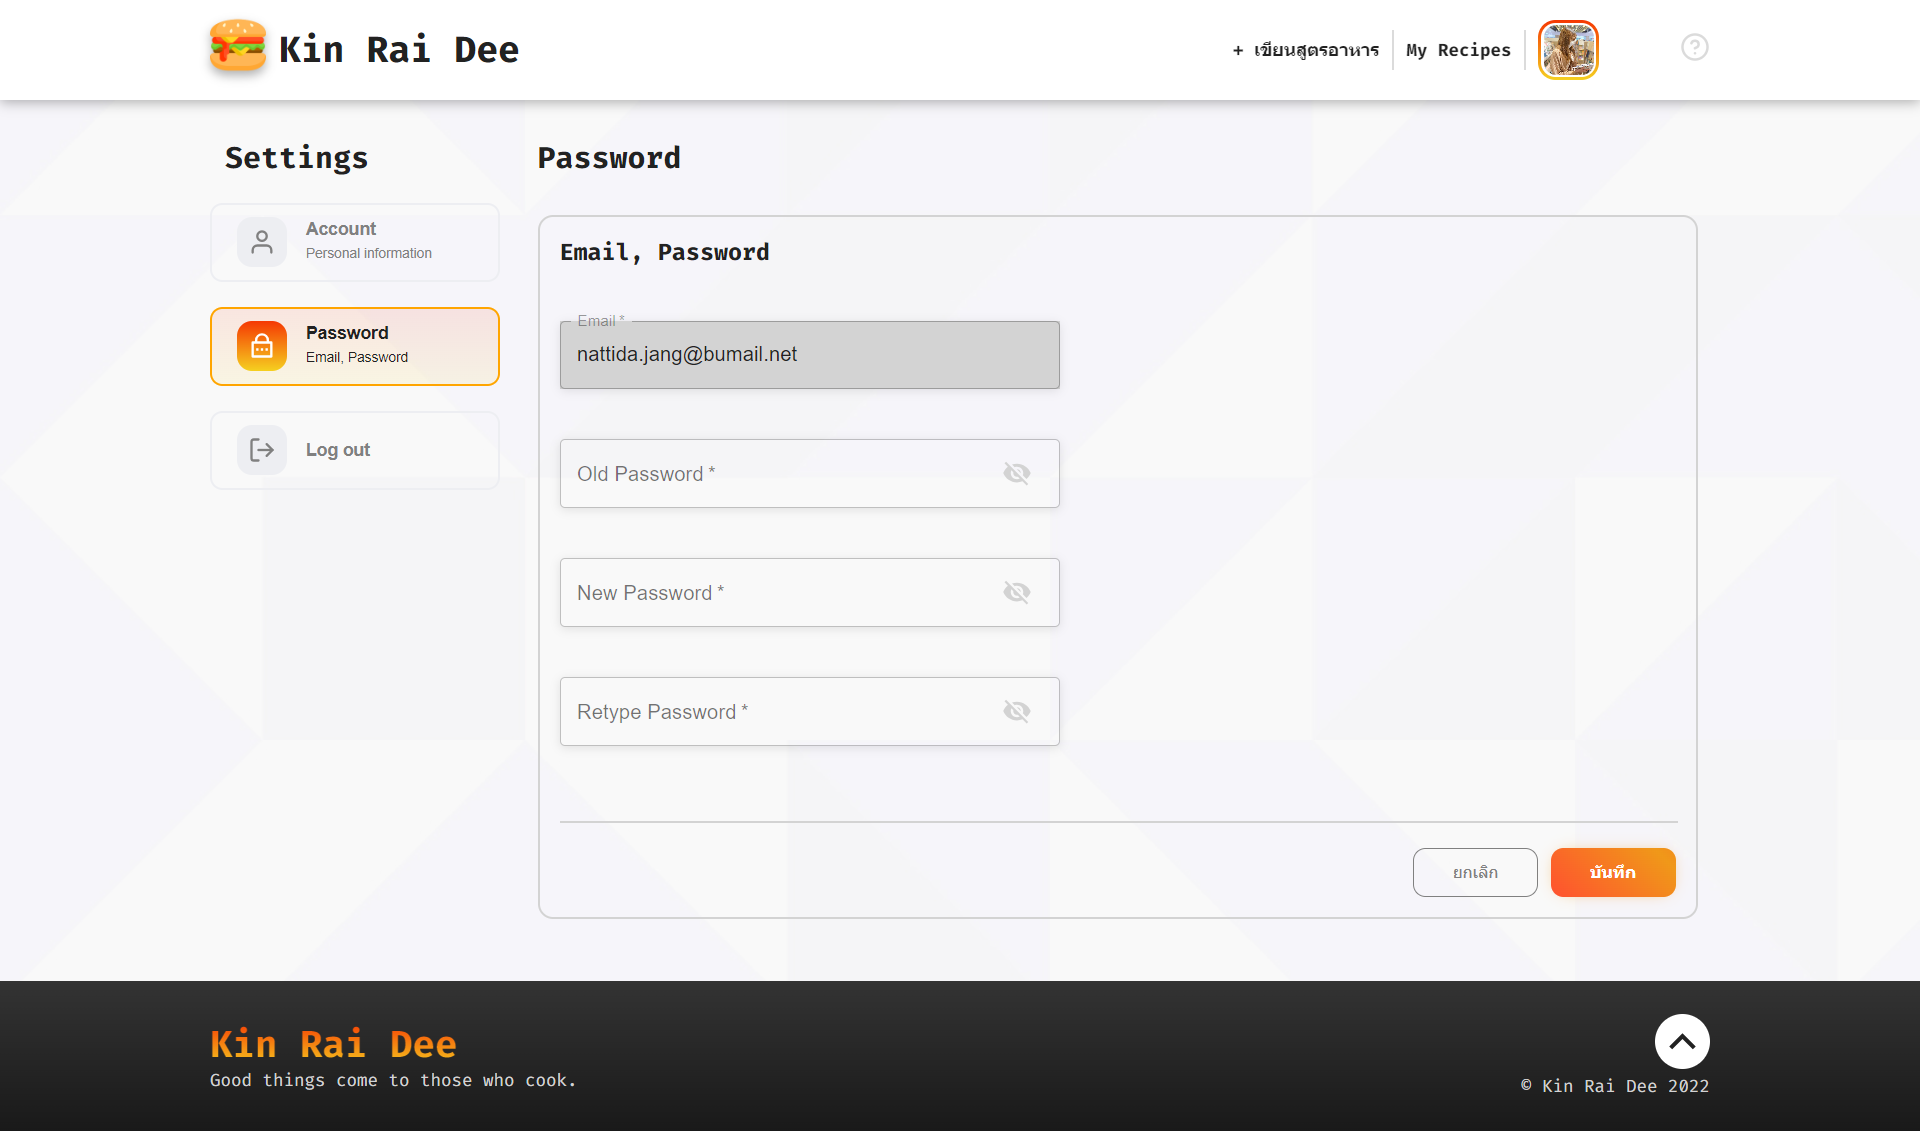 Kin Rai Dee
+ เขียนสูตรอาหาร
My Recipes
Settings
Account
Personal information
Password
Email, Password
Log out
Password
Email, Password
Email *
nattida.jang@bumail.net
Old Password *
New Password *
Retype Password *
ยกเลิก
บันทึก
Kin Rai Dee
Good things come to those who cook.
© Kin Rai Dee 2022